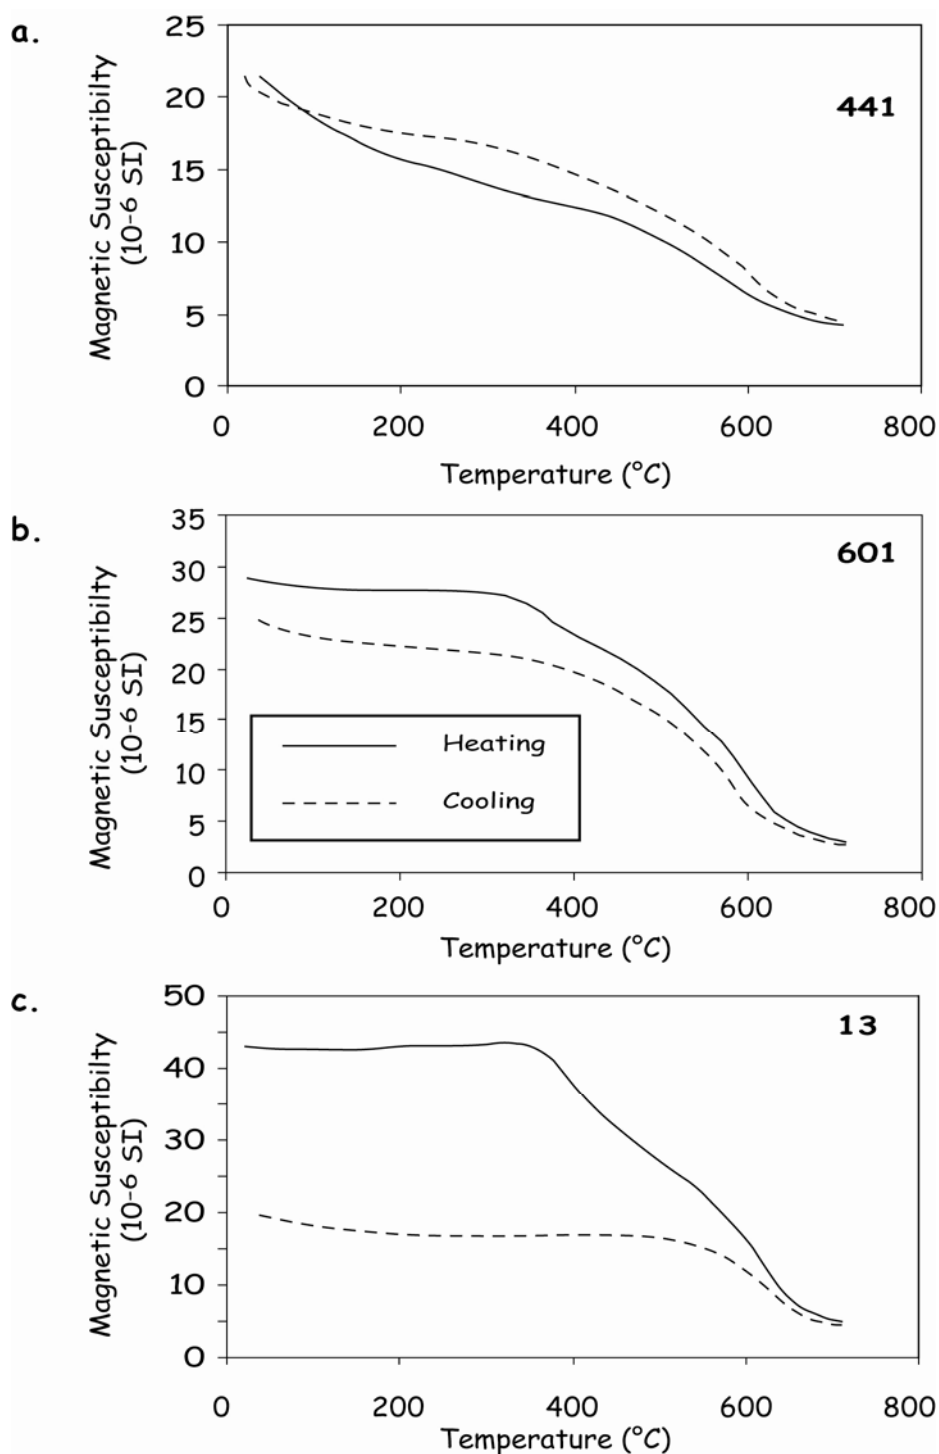 a.
441
Magnetic Susceptibilty
(10-6 SI)
25
20
15
10
5
0
0 200 400 600 800
Temperature (°C)
b.
601
Magnetic Susceptibilty
(10-6 SI)
35
30
25
20
15
10
5
0
Heating
Cooling
0 200 400 600 800
Temperature (°C)
c.
13
Magnetic Susceptibilty
(10-6 SI)
50
40
30
20
10
0
0 200 400 600 800
Temperature (°C)